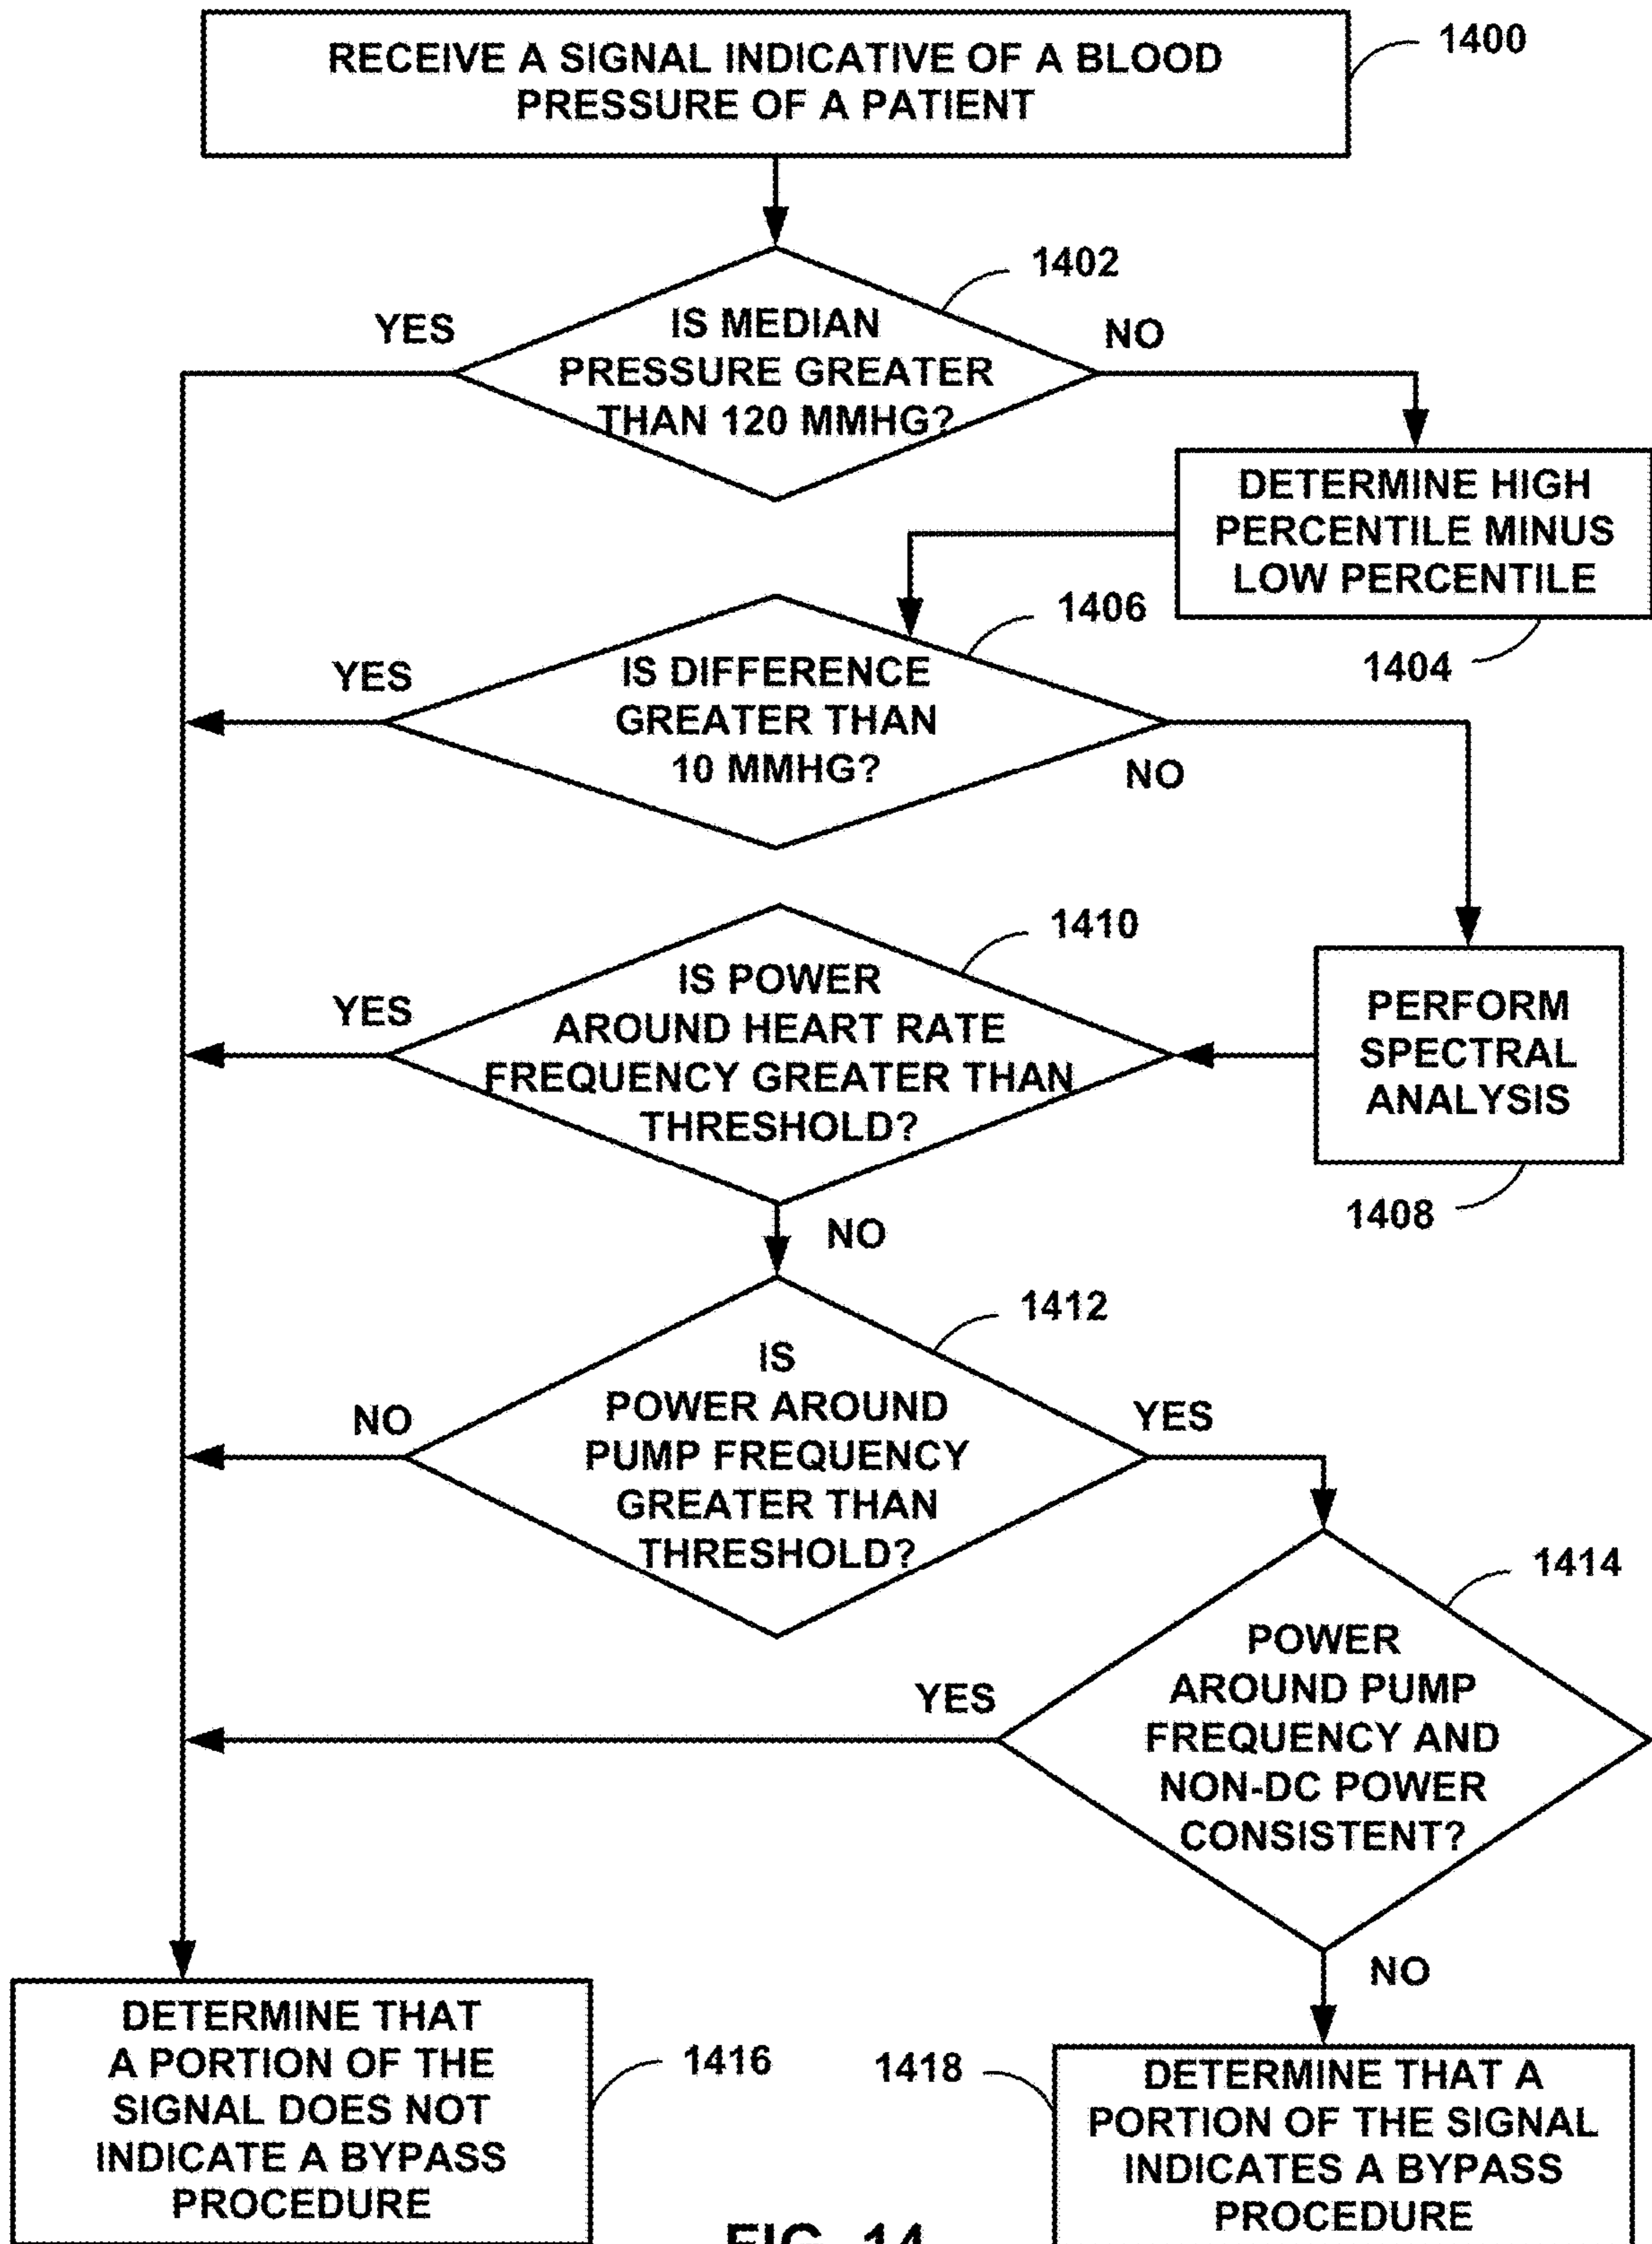 RECEIVE A SIGNAL INDICATIVE OF A BLOOD
PRESSURE OF A PATIENT
1400
1402
YES
IS MEDIAN
PRESSURE GREATER
THAN 120 MMHG?
NO
DETERMINE HIGH
PERCENTILE MINUS
LOW PERCENTILE
1404
1406
YES
IS DIFFERENCE
GREATER THAN
10 MMHG?
NO
1410
YES
IS POWER
AROUND HEART RATE
FREQUENCY GREATER THAN
THRESHOLD?
PERFORM
SPECTRAL
ANALYSIS
1408
NO
1412
IS
POWER AROUND
PUMP FREQUENCY
GREATER THAN
THRESHOLD?
NO
YES
1414
POWER
AROUND PUMP
FREQUENCY AND
NON-DC POWER
CONSISTENT?
YES
NO
DETERMINE THAT
A PORTION OF THE
SIGNAL DOES NOT
INDICATE A BYPASS
PROCEDURE
1416
1418
DETERMINE THAT A
PORTION OF THE SIGNAL
INDICATES A BYPASS
PROCEDURE
FIG. 14